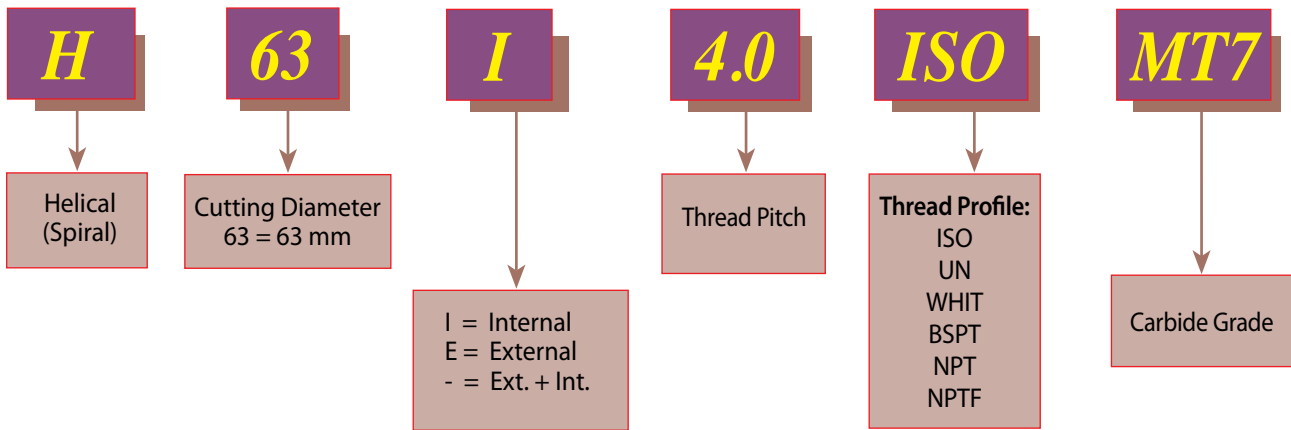 H 63 I 4.0 ISO MT7
Helical
(Spiral)
Cutting Diameter
63 = 63 mm
I = Internal
E = External
- = Ext. + Int.
Thread Pitch
Thread Profile:
ISO
UN
WHIT
BSPT
NPT
NPTF
Carbide Grade